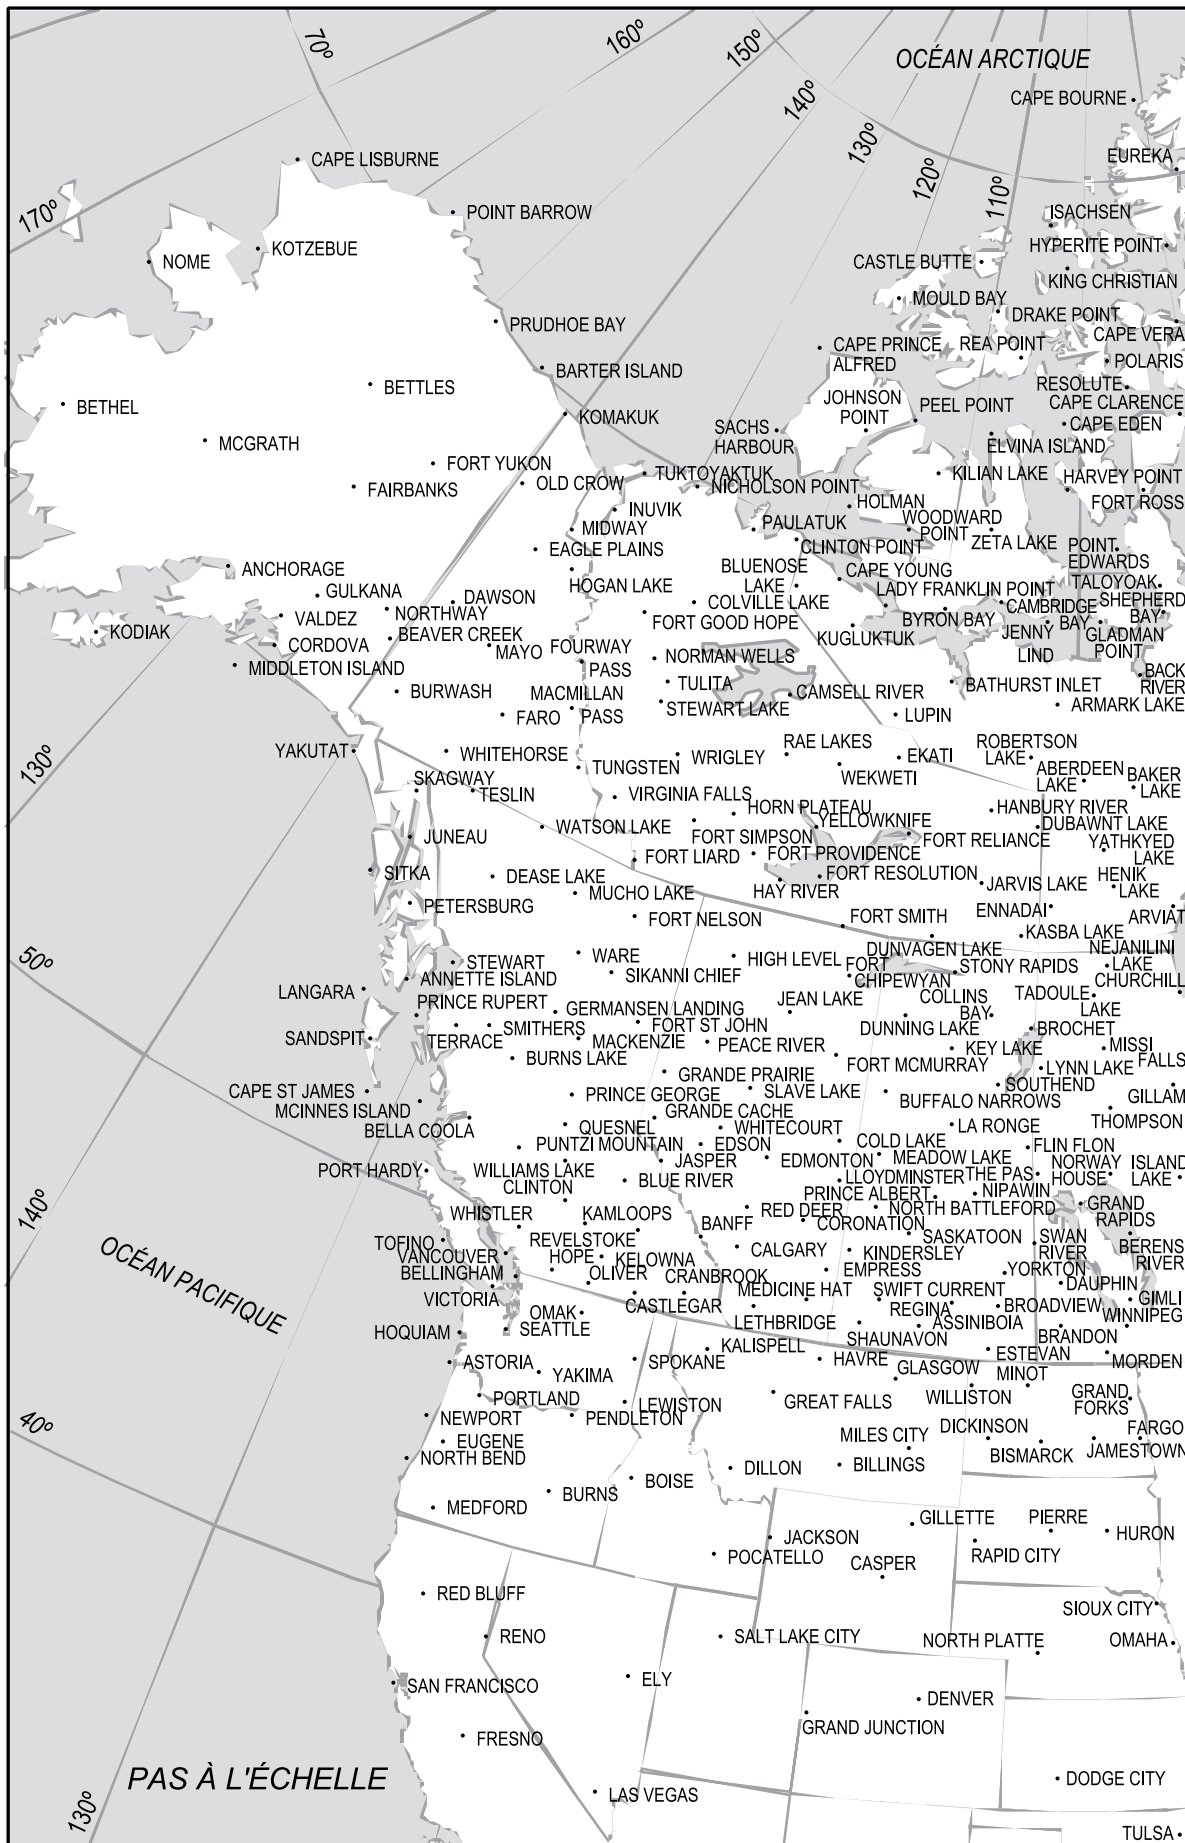 70º
160º
150º
OCÉAN ARCTIQUE
140º
CAPE BOURNE
130º
CAPE LISBURNE
EUREKA
120º
110º
170º
POINT BARROW
ISACHSEN
KOTZEBUE
HYPERITE POINT
NOME
CASTLE BUTTE
KING CHRISTIAN
MOULD BAY
PRUDHOE BAY
DRAKE POINT
CAPE VERA
CAPE PRINCE
ALFRED
REA POINT
POLARIS
BARTER ISLAND
BETTLES
RESOLUTE
BETHEL
JOHNSON
POINT
PEEL POINT
CAPE CLARENCE
KOMAKUK
SACHS
HARBOUR
CAPE EDEN
MCGRATH
ELVINA ISLAND
FORT YUKON
TUKTOYAKTUK
KILIAN LAKE
HARVEY POINT
FAIRBANKS
OLD CROW
NICHOLSON POINT
FORT ROSS
INUVIK
HOLMAN
MIDWAY
PAULATUK
WOODWARD
POINT
ZETA LAKE
EAGLE PLAINS
CLINTON POINT
POINT
EDWARDS
ANCHORAGE
HOGAN LAKE
BLUENOSE
LAKE
CAPE YOUNG
TALOYOAK
GULKANA
DAWSON
COLVILLE LAKE
LADY FRANKLIN POINT
SHEPHERD
BAY
VALDEZ
NORTHWAY
FORT GOOD HOPE
BYRON BAY
CAMBRIDGE
BAY
KODIAK
BEAVER CREEK
KUGLUKTUK
JENNY
LIND
GLADMAN
POINT
CORDOVA
MAYO
FOURWAY
PASS
NORMAN WELLS
MIDDLETON ISLAND
BACK
RIVER
BURWASH
TULITA
CAMSELL RIVER
BATHURST INLET
MACMILLAN
PASS
STEWART LAKE
ARMARK LAKE
FARO
LUPIN
130º
YAKUTAT
WHITEHORSE
TUNGSTEN
WRIGLEY
RAE LAKES
EKATI
ROBERTSON
LAKE
WEKWETI
ABERDEEN
LAKE
BAKER
LAKE
SKAGWAY
TESLIN
VIRGINIA FALLS
HORN PLATEAU
HANBURY RIVER
JUNEAU
WATSON LAKE
FORT SIMPSON
YELLOWKNIFE
FORT RELIANCE
DUBAWNT LAKE
FORT LIARD
FORT PROVIDENCE
YATHKYED
LAKE
SITKA
DEASE LAKE
MUCHO LAKE
HAY RIVER
FORT RESOLUTION
JARVIS LAKE
HENIK
LAKE
PETERSBURG
FORT NELSON
FORT SMITH
ENNADAI
ARVIAT
DUNVAGEN LAKE
KASBA LAKE
50º
STEWART
WARE
HIGH LEVEL
NEJANILINI
LAKE
ANNETTE ISLAND
SIKANNI CHIEF
FORT
CHIPEWYAN
STONY RAPIDS
CHURCHILL
LANGARA
PRINCE RUPERT
GERMANSEN LANDING
JEAN LAKE
COLLINS
BAY
TADOULE
LAKE
SANDSPIT
TERRACE
SMITHERS
FORT ST JOHN
DUNNING LAKE
BROCHET
MACKENZIE
PEACE RIVER
KEY LAKE
MISSI
FALLS
BURNS LAKE
FORT MCMURRAY
LYNN LAKE
CAPE ST JAMES
GRANDE PRAIRIE
SOUTHEND
MCINNES ISLAND
PRINCE GEORGE
SLAVE LAKE
BUFFALO NARROWS
GILLAM
BELLA COOLA
QUESNEL
GRANDE CACHE
WHITECOURT
LA RONGE
THOMPSON
PUNTZI MOUNTAIN
EDSON
COLD LAKE
FLIN FLON
PORT HARDY
WILLIAMS LAKE
JASPER
EDMONTON
MEADOW LAKE
NORWAY
HOUSE
ISLAND
LAKE
CLINTON
BLUE RIVER
LLOYDMINSTER
THE PAS
PRINCE ALBERT
NIPAWIN
140º
WHISTLER
KAMLOOPS
BANFF
RED DEER
NORTH BATTLEFORD
GRAND
RAPIDS
TOFINO
REVELSTOKE
CORONATION
SASKATOON
SWAN
RIVER
BERENS
RIVER
VANCOUVER
HOPE
KELOWNA
CALGARY
KINDERSLEY
OCÉAN PACIFIQUE
BELLINGHAM
OLIVER
CRANBROOK
EMPRESS
YORKTON
DAUPHIN
VICTORIA
CASTLEGAR
MEDICINE HAT
SWIFT CURRENT
GIMLI
OMAK
REGINA
BROADVIEW
WINNIPEG
HOQUIAM
SEATTLE
LETHBRIDGE
ASSINIBOIA
BRANDON
SHAUNAVON
KALISPELL
ESTEVAN
ASTORIA
SPOKANE
HAVRE
MORDEN
YAKIMA
GLASGOW
MINOT
PORTLAND
LEWISTON
GREAT FALLS
WILLISTON
GRAND
FORKS
40º
NEWPORT
PENDLETON
EUGENE
MILES CITY
DICKINSON
FARGO
NORTH BEND
BILLINGS
BISMARCK
JAMESTOWN
BOISE
DILLON
BURNS
MEDFORD
GILLETTE
PIERRE
HURON
JACKSON
POCATELLO
CASPER
RAPID CITY
RED BLUFF
SIOUX CITY
RENO
SALT LAKE CITY
NORTH PLATTE
OMAHA
ELY
SAN FRANCISCO
DENVER
GRAND JUNCTION
FRESNO
PAS À L'ÉCHELLE
DODGE CITY
LAS VEGAS
130º
TULSA